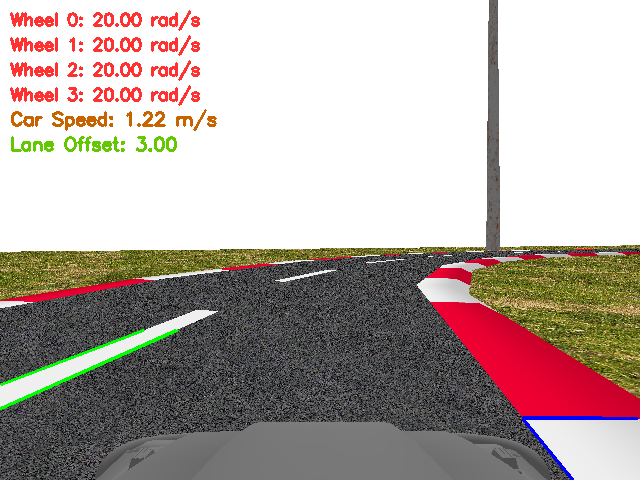 Wheel 0: 20.00 rad/s
Wheel 1: 20.00 rad/s
Wheel 2: 20.00 rad/s
Wheel 3: 20.00 rad/s
Car Speed: 1.22 m/s
Lane Offset: 3.00